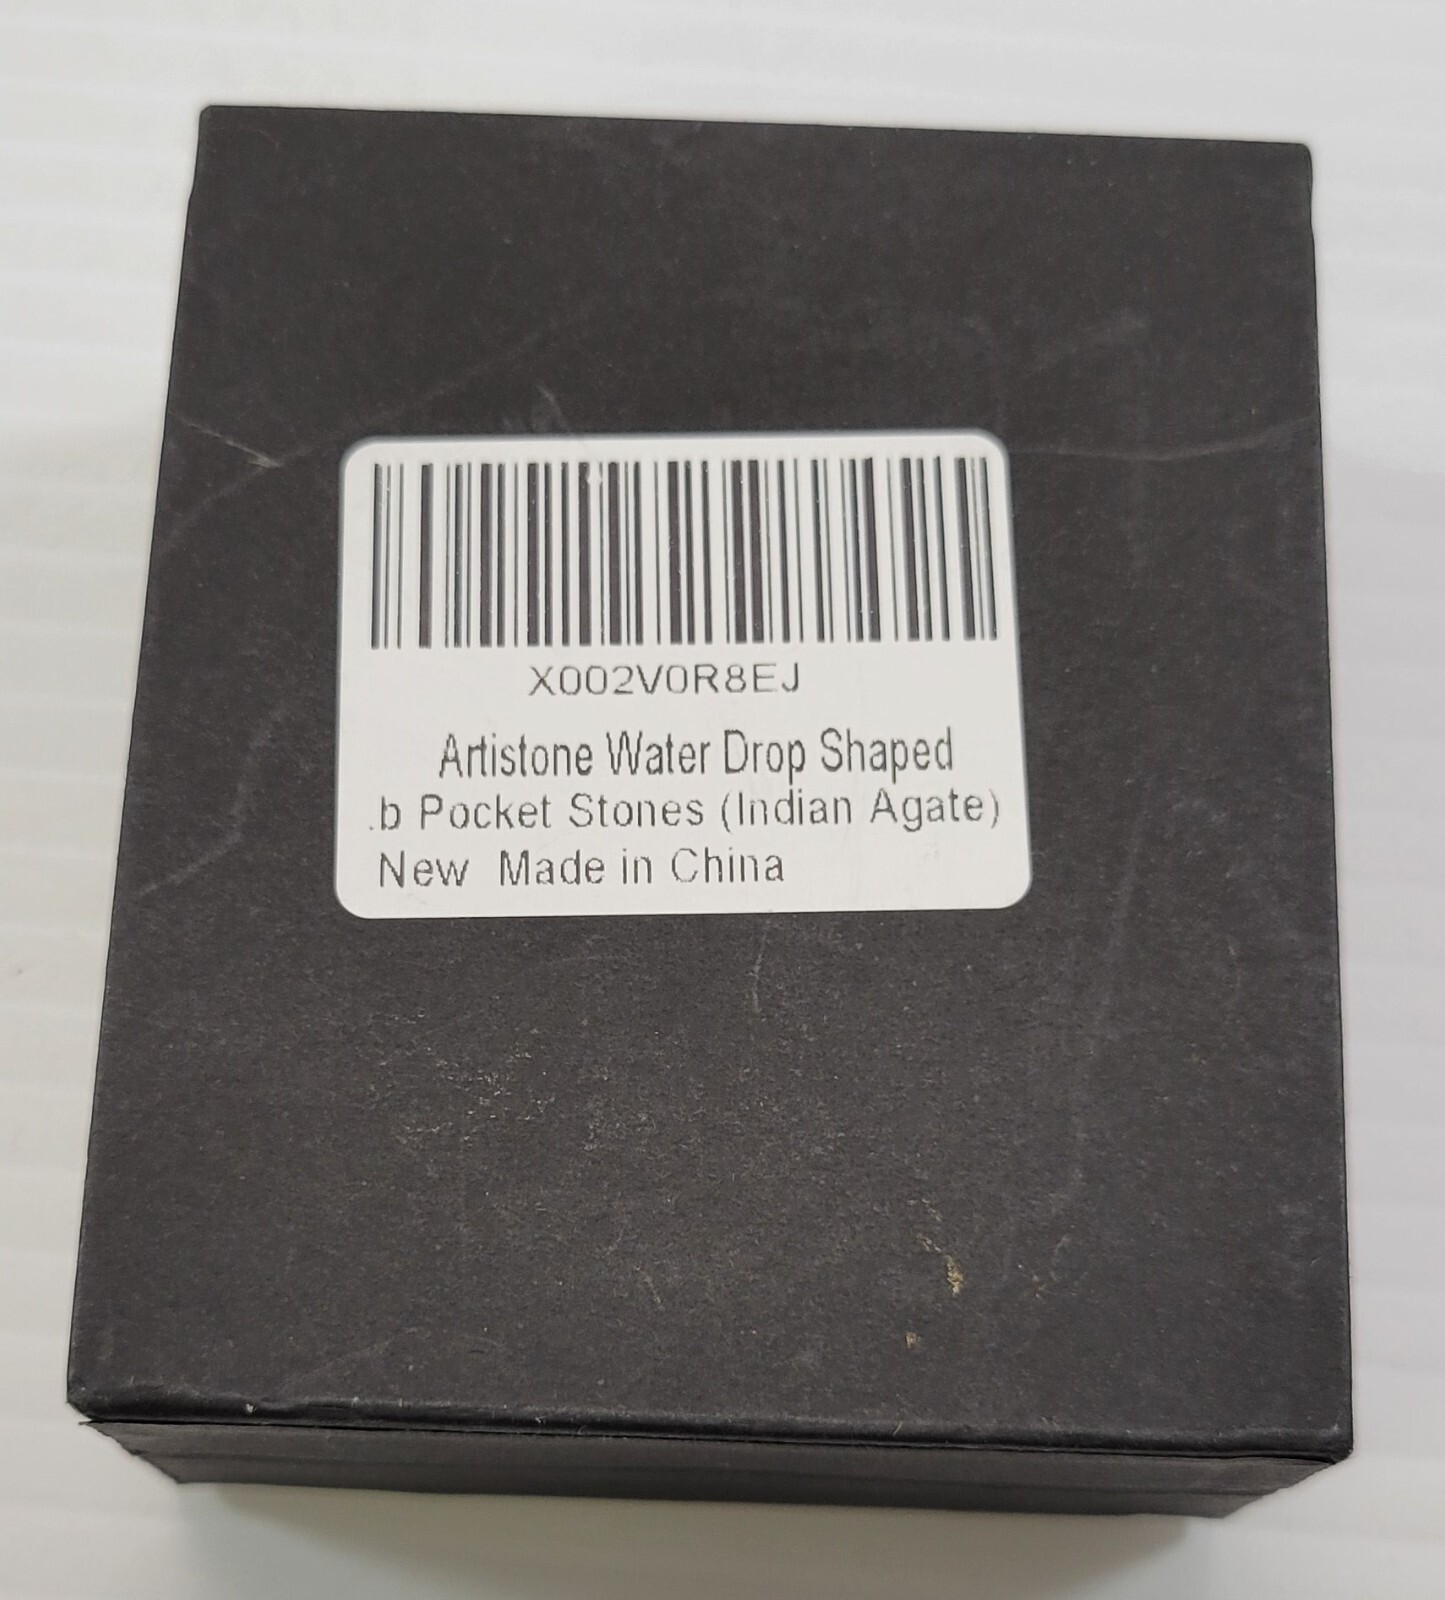 X002V0R8EJ
Artistone Water Drop Shaped
.b Pocket Stones (Indian Agate)
New Made in China